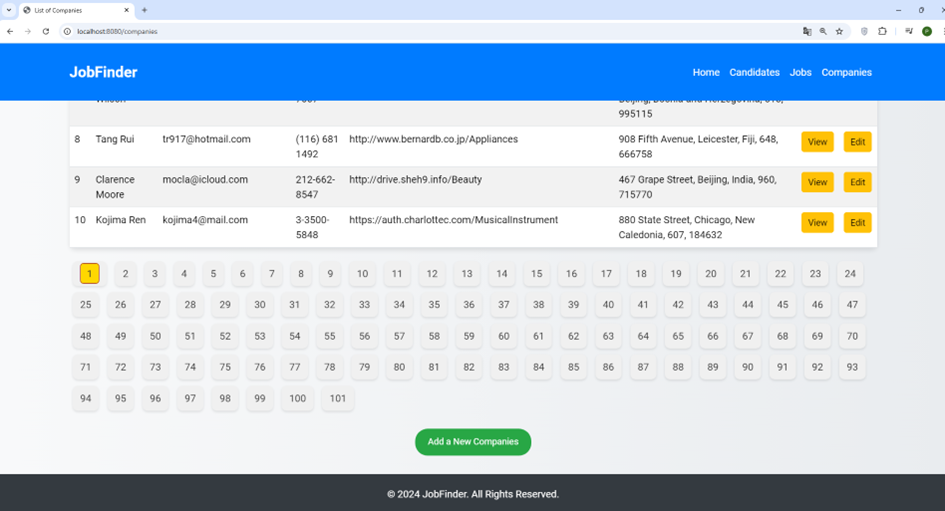 List of Companies
localhost:8080/companies
JobFinder
Home Candidates Jobs Companies
995115
8 Tang Rui tr917@hotmail.com (116) 681 http://www.bernardb.co.jp/Appliances 908 Fifth Avenue, Leicester, Fiji, 648, View Edit
1492 666758
9 Clarence 212-662- mocla@icloud.com http://drive.sheh9.info/Beauty 467 Grape Street, Beijing, India, 960, View Edit
Moore 8547 715770
10 Kojima Ren kojima4@mail.com 3-3500- https://auth.charlottec.com/MusicalInstrument 880 State Street, Chicago, New View Edit
5848 Caledonia, 607, 184632
1 2 3 4 5 6 7 8 9 10 11 12 13 14 15 16 17 18 19 20 21 22 23 24
25 26 27 28 29 30 31 32 33 34 35 36 37 38 39 40 41 42 43 44 45 46 47
48 49 50 51 52 53 54 55 56 57 58 59 60 61 62 63 64 65 66 67 68 69 70
71 72 73 74 75 76 77 78 79 80 81 82 83 84 85 86 87 88 89 90 91 92 93
94 95 96 97 98 99 100 101
Add a New Companies
© 2024 JobFinder. All Rights Reserved.